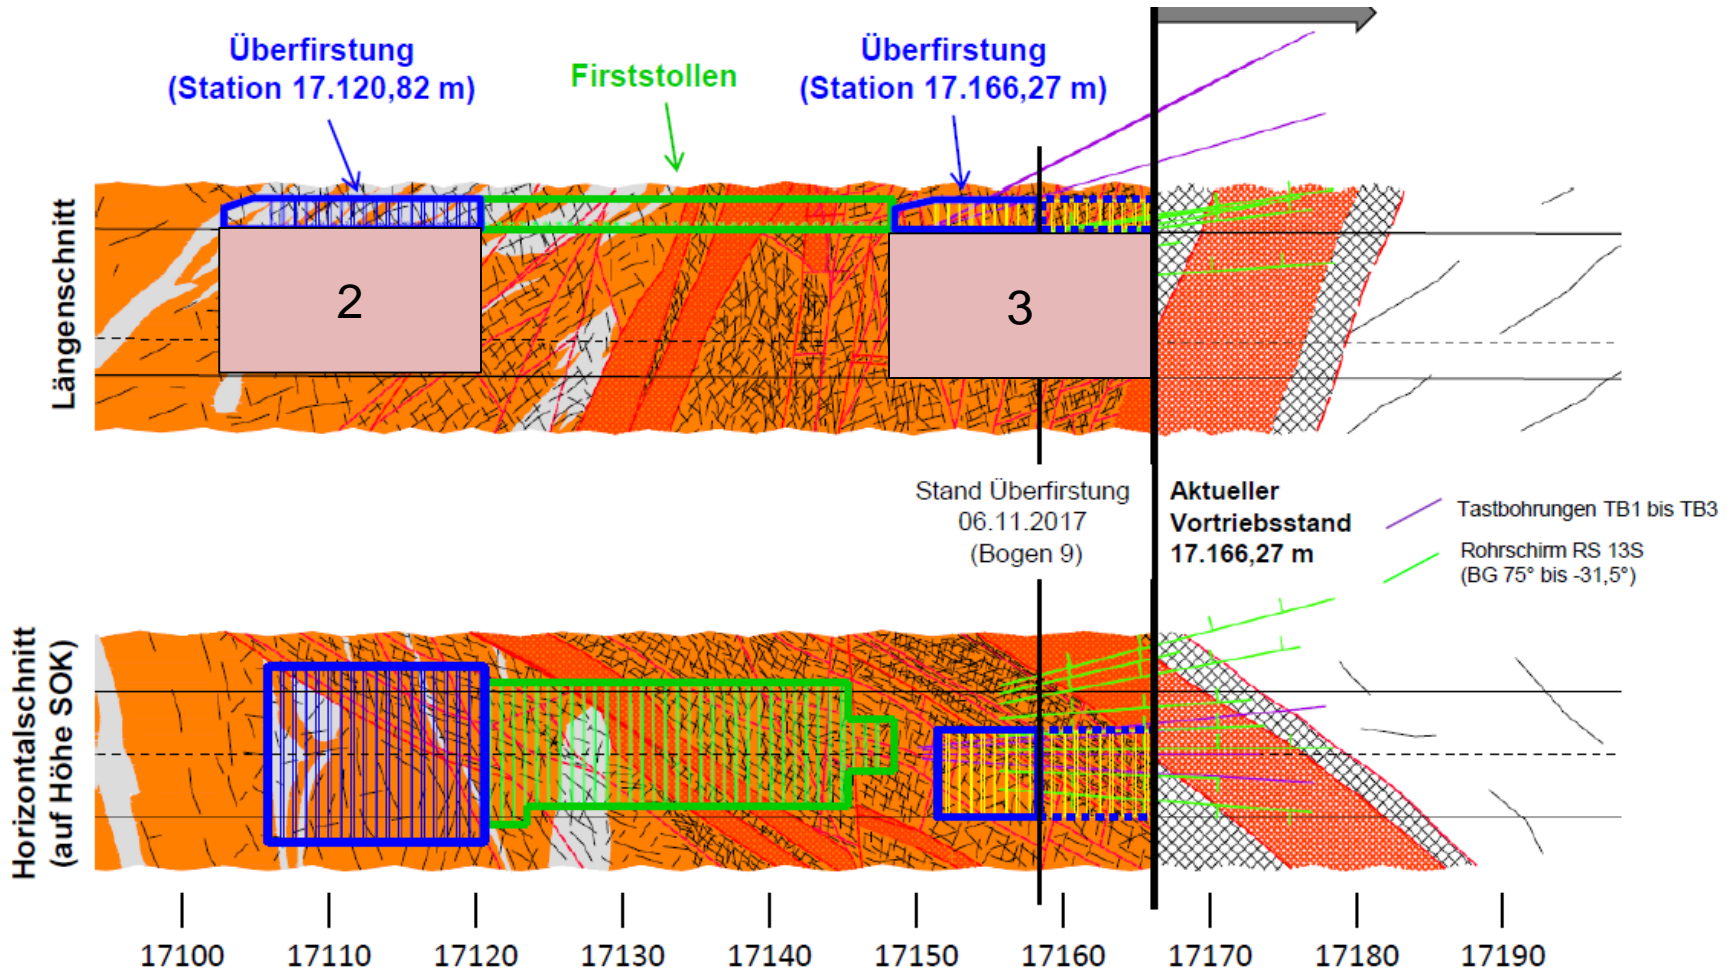 Überfirstung
(Station 17.120,82 m)
Firststollen
Überfirstung
(Station 17.166,27 m)
Längenschnitt
2
3
Stand Überfirstung
06.11.2017
(Bogen 9)
Aktueller
Vortriebsstand
17.166,27 m
Tastbohrungen TB1 bis TB3
Rohrschirm RS 13S
(BG 75° bis -31,5°)
Horizontalschnitt
(auf Höhe SOK)
17100 17110 17120 17130 17140 17150 17160 17170 17180 17190